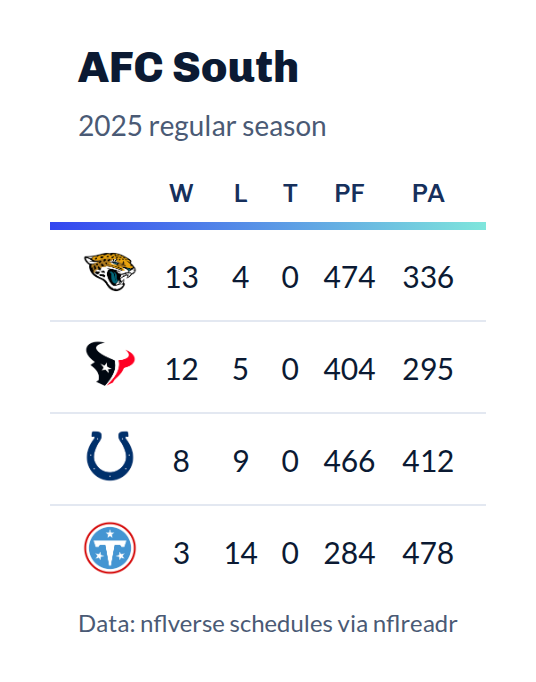 AFC South
2025 regular season
W L T PF PA
13 4 0 474 336
12 5 0 404 295
8 9 0 466 412
T 3 14 0 284 478
Data: nflverse schedules via nflreadr